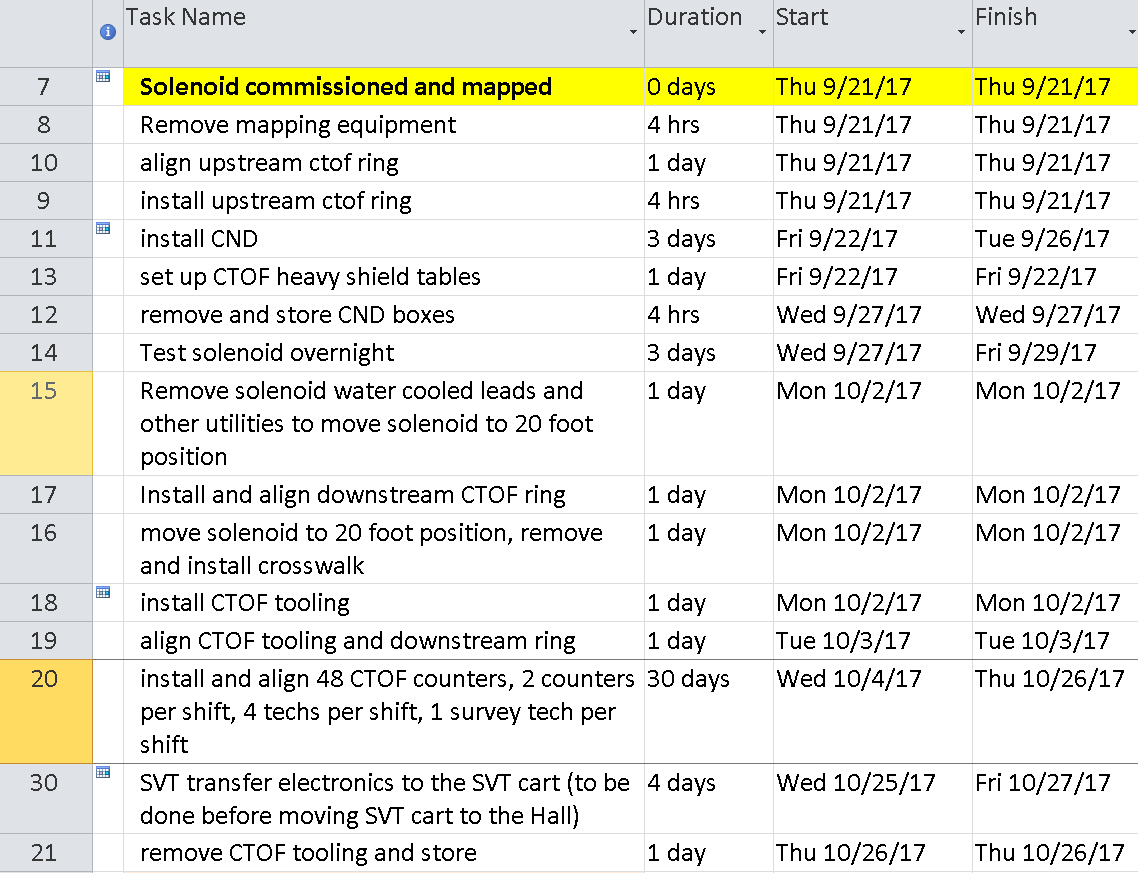 Task Name Duration Start Finish
7 Solenoid commissioned and mapped 0 days Thu 9/21/17 Thu 9/21/17
8 Remove mapping equipment 4 hrs Thu 9/21/17 Thu 9/21/17
10 align upstream ctof ring 1 day Thu 9/21/17 Thu 9/21/17
9 install upstream ctof ring 4 hrs Thu 9/21/17 Thu 9/21/17
11 install CND 3 days Fri 9/22/17 Tue 9/26/17
13 set up CTOF heavy shield tables 1 day Fri 9/22/17 Fri 9/22/17
12 remove and store CND boxes 4 hrs Wed 9/27/17 Wed 9/27/17
14 Test solenoid overnight 3 days Wed 9/27/17 Fri 9/29/17
15 Remove solenoid water cooled leads and 1 day Mon 10/2/17 Mon 10/2/17
other utilities to move solenoid to 20 foot
position
17 Install and align downstream CTOF ring 1 day Mon 10/2/17 Mon 10/2/17
16 move solenoid to 20 foot position, remove 1 day Mon 10/2/17 Mon 10/2/17
and install crosswalk
18 install CTOF tooling 1 day Mon 10/2/17 Mon 10/2/17
19 align CTOF tooling and downstream ring 1 day Tue 10/3/17 Tue 10/3/17
20 install and align 48 CTOF counters, 2 counters 30 days Wed 10/4/17 Thu 10/26/17
per shift, 4 techs per shift, 1 survey tech per
shift
30 SVT transfer electronics to the SVT cart (to be 4 days Wed 10/25/17 Fri 10/27/17
done before moving SVT cart to the Hall)
21 remove CTOF tooling and store 1 day Thu 10/26/17 Thu 10/26/17